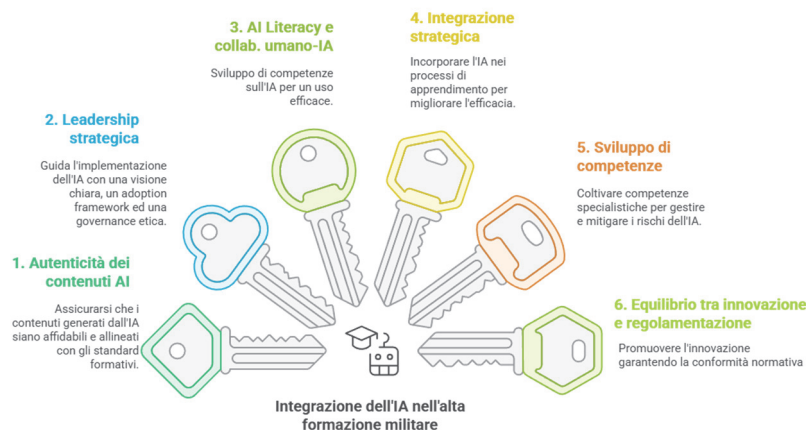 1. Autenticità dei
contenuti AI
Assicurarsi che i
contenuti generati dall'IA
siano affidabili e allineati
con gli standard
formativi.
2. Leadership
strategica
Guida l'implementazione
dell'IA con una visione
chiara, un adoption
framework ed una
governance etica.
3. AI Literacy e
collab. umano-IA
Sviluppo di competenze
sull'IA per un uso
efficace.
4. Integrazione
strategica
Incorporare l'IA nei
processi di
apprendimento per
migliorare l'efficacia.
5. Sviluppo di
competenze
Coltivare competenze
specialistiche per gestire
e mitigare i rischi dell'IA.
6. Equilibrio tra innovazione
e regolamentazione
Promuovere l'innovazione
garantendo la conformità normativa
Integrazione dell'IA nell'alta
formazione militare